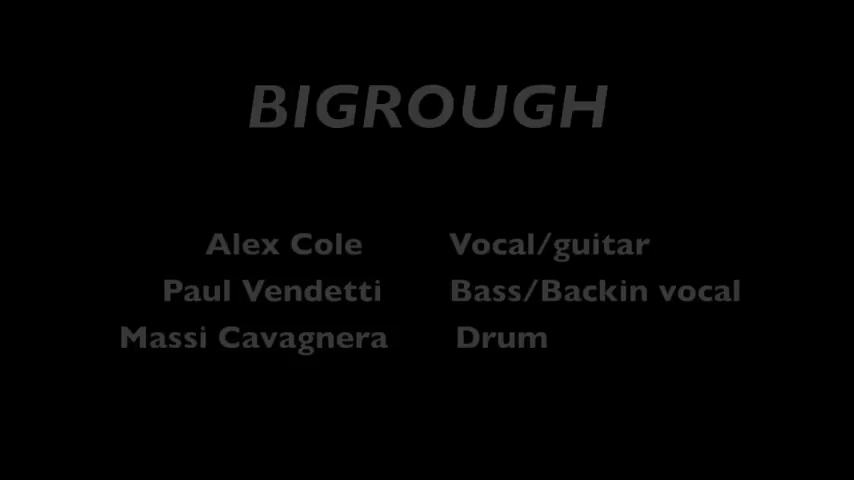 BIGROUGH
Alex Cole Vocal/guitar
Paul Vendetti Bass/Backin vocal
Massi Cavagnera Drum